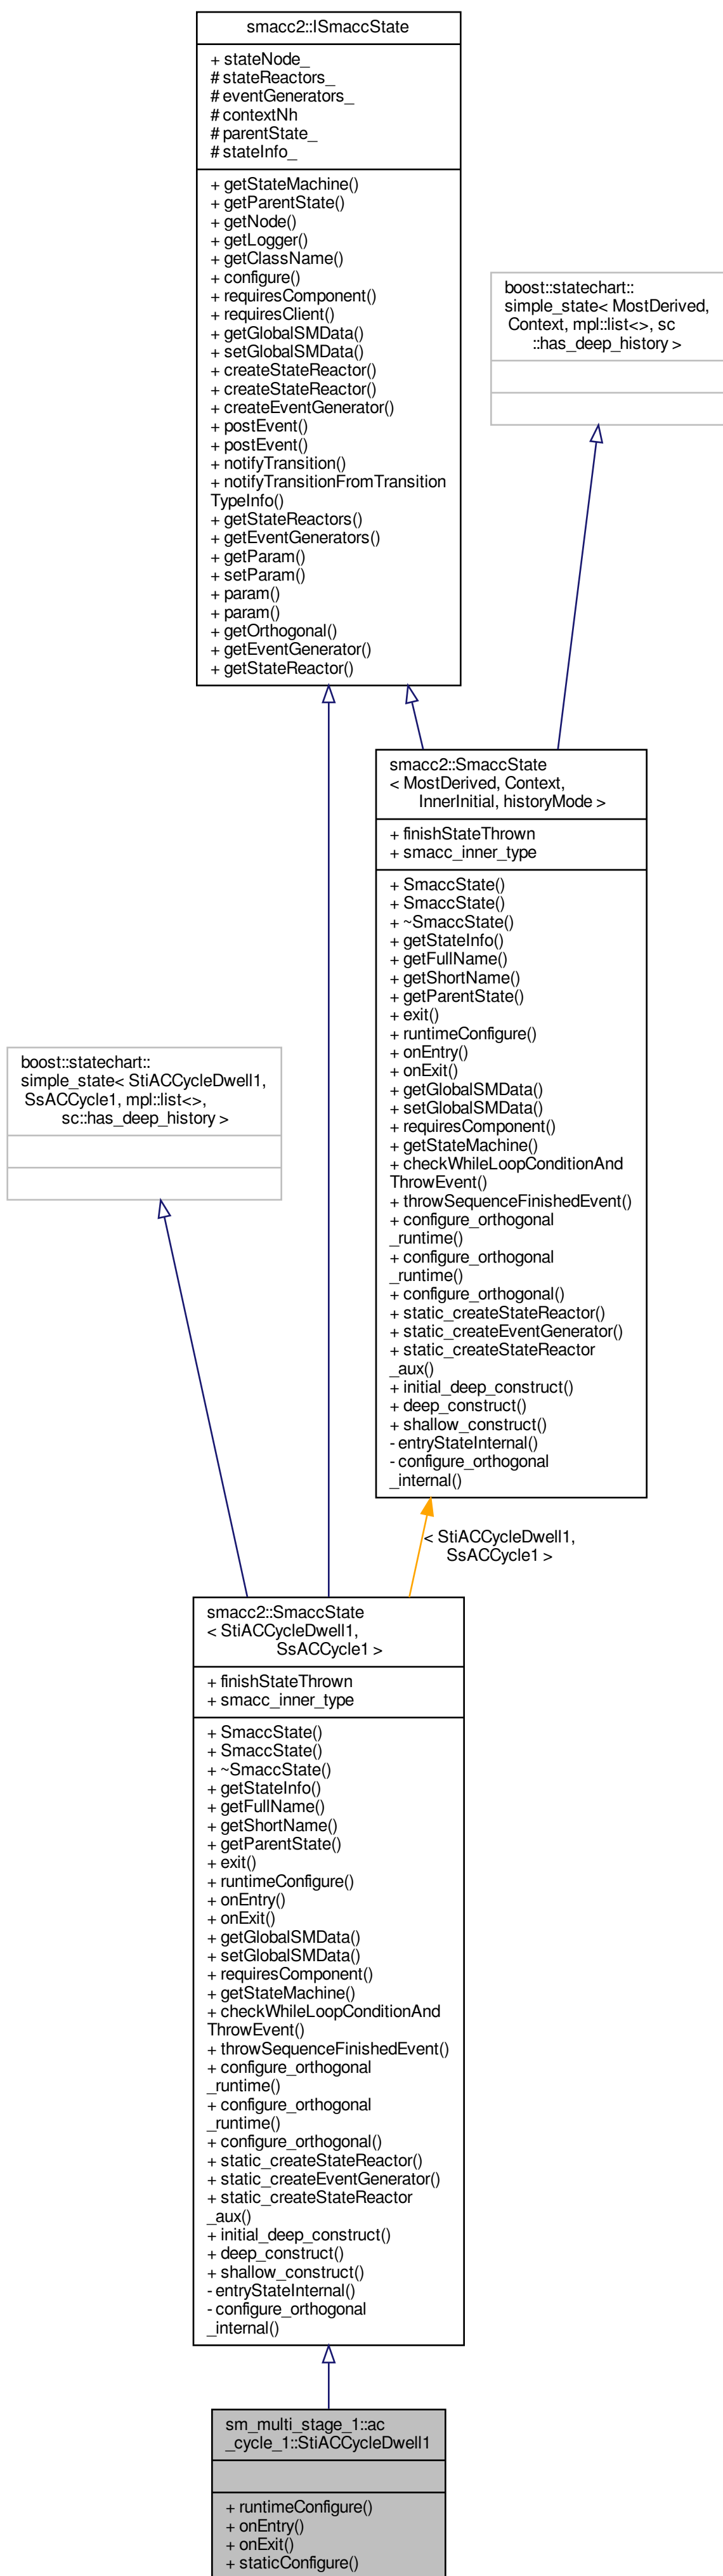 smacc2::ISmaccState
+ stateNode_
# stateReactors_
# eventGenerators_
# contextNh
# parentState_
# stateInfo_
+ getStateMachine()
+ getParentState()
+ getNode()
+ getLogger()
+ getClassName()
+ configure()
+ requiresComponent()
+ requiresClient()
+ getGlobalSMData()
+ setGlobalSMData()
+ createStateReactor()
+ createStateReactor()
+ createEventGenerator()
+ postEvent()
+ postEvent()
+ notifyTransition()
+ notifyTransitionFromTransition
TypeInfo()
+ getStateReactors()
+ getEventGenerators()
+ getParam()
+ setParam()
+ param()
+ param()
+ getOrthogonal()
+ getEventGenerator()
+ getStateReactor()
boost::statechart::
simple_state< MostDerived,
Context, mpl::list<>, sc
::has_deep_history >
smacc2::SmaccState
< MostDerived, Context,
InnerInitial, historyMode >
+ finishStateThrown
+ smacc_inner_type
+ SmaccState()
+ SmaccState()
+ ~SmaccState()
+ getStateInfo()
+ getFullName()
+ getShortName()
+ getParentState()
+ exit()
+ runtimeConfigure()
+ onEntry()
+ onExit()
+ getGlobalSMData()
+ setGlobalSMData()
+ requiresComponent()
+ getStateMachine()
+ checkWhileLoopConditionAnd
ThrowEvent()
+ throwSequenceFinishedEvent()
+ configure_orthogonal
_runtime()
+ configure_orthogonal
_runtime()
+ configure_orthogonal()
+ static_createStateReactor()
+ static_createEventGenerator()
+ static_createStateReactor
_aux()
+ initial_deep_construct()
+ deep_construct()
+ shallow_construct()
- entryStateInternal()
- configure_orthogonal
_internal()
boost::statechart::
simple_state< StiACCycleDwell1,
SsACCycle1, mpl::list<>,
sc::has_deep_history >
< StiACCycleDwell1,
SsACCycle1 >
smacc2::SmaccState
< StiACCycleDwell1,
SsACCycle1 >
+ finishStateThrown
+ smacc_inner_type
+ SmaccState()
+ SmaccState()
+ ~SmaccState()
+ getStateInfo()
+ getFullName()
+ getShortName()
+ getParentState()
+ exit()
+ runtimeConfigure()
+ onEntry()
+ onExit()
+ getGlobalSMData()
+ setGlobalSMData()
+ requiresComponent()
+ getStateMachine()
+ checkWhileLoopConditionAnd
ThrowEvent()
+ throwSequenceFinishedEvent()
+ configure_orthogonal
_runtime()
+ configure_orthogonal
_runtime()
+ configure_orthogonal()
+ static_createStateReactor()
+ static_createEventGenerator()
+ static_createStateReactor
_aux()
+ initial_deep_construct()
+ deep_construct()
+ shallow_construct()
- entryStateInternal()
- configure_orthogonal
_internal()
sm_multi_stage_1::ac
_cycle_1::StiACCycleDwell1
+ runtimeConfigure()
+ onEntry()
+ onExit()
+ staticConfigure()